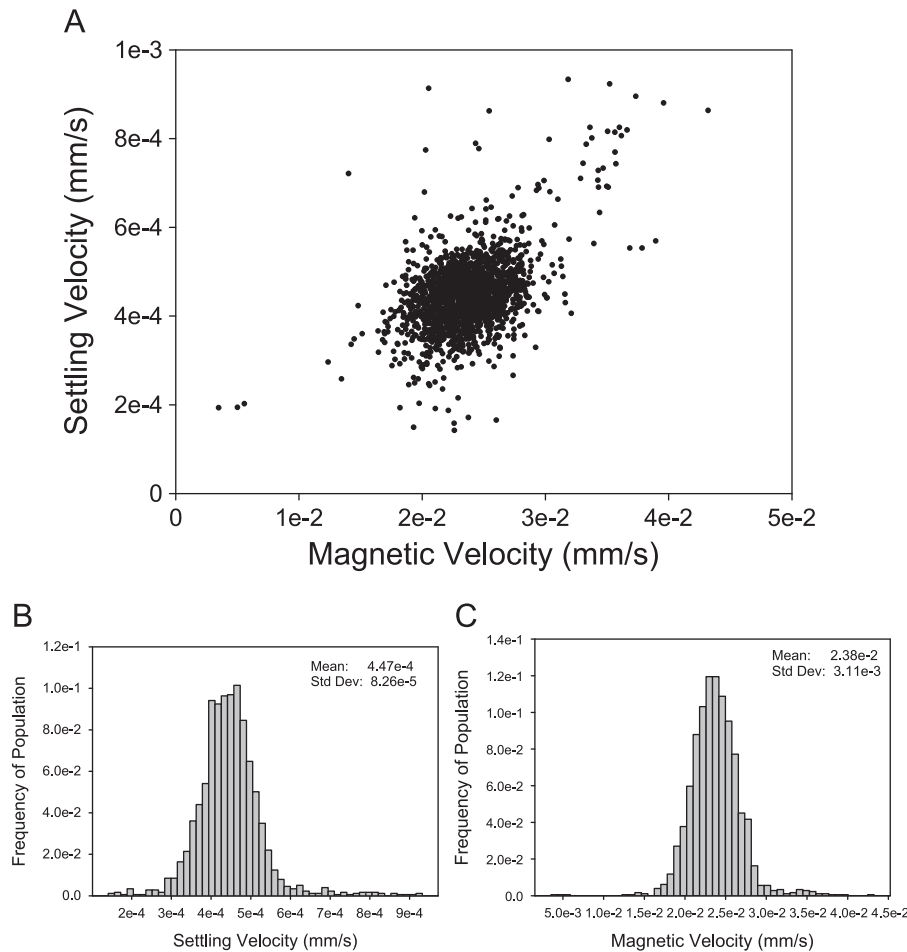 A
1e-3
8e-4
6e-4
4e-4
2e-4
0
Settling Velocity (mm/s)
0 1e-2 2e-2 3e-2 4e-2 5e-2
Magnetic Velocity (mm/s)
B
1.2e-1
1.0e-1
8.0e-2
6.0e-2
4.0e-2
2.0e-2
0.0
Frequency of Population
Mean: 4.47e-4
Std Dev: 8.26e-5
2e-4 3e-4 4e-4 5e-4 6e-4 7e-4 8e-4 9e-4
Settling Velocity (mm/s)
C
1.4e-1
1.2e-1
1.0e-1
8.0e-2
6.0e-2
4.0e-2
2.0e-2
0.0
Frequency of Population
Mean: 2.38e-2
Std Dev: 3.11e-3
5.0e-3 1.0e-2 1.5e-2 2.0e-2 2.5e-2 3.0e-2 3.5e-2 4.0e-2 4.5e-2
Magnetic Velocity (mm/s)